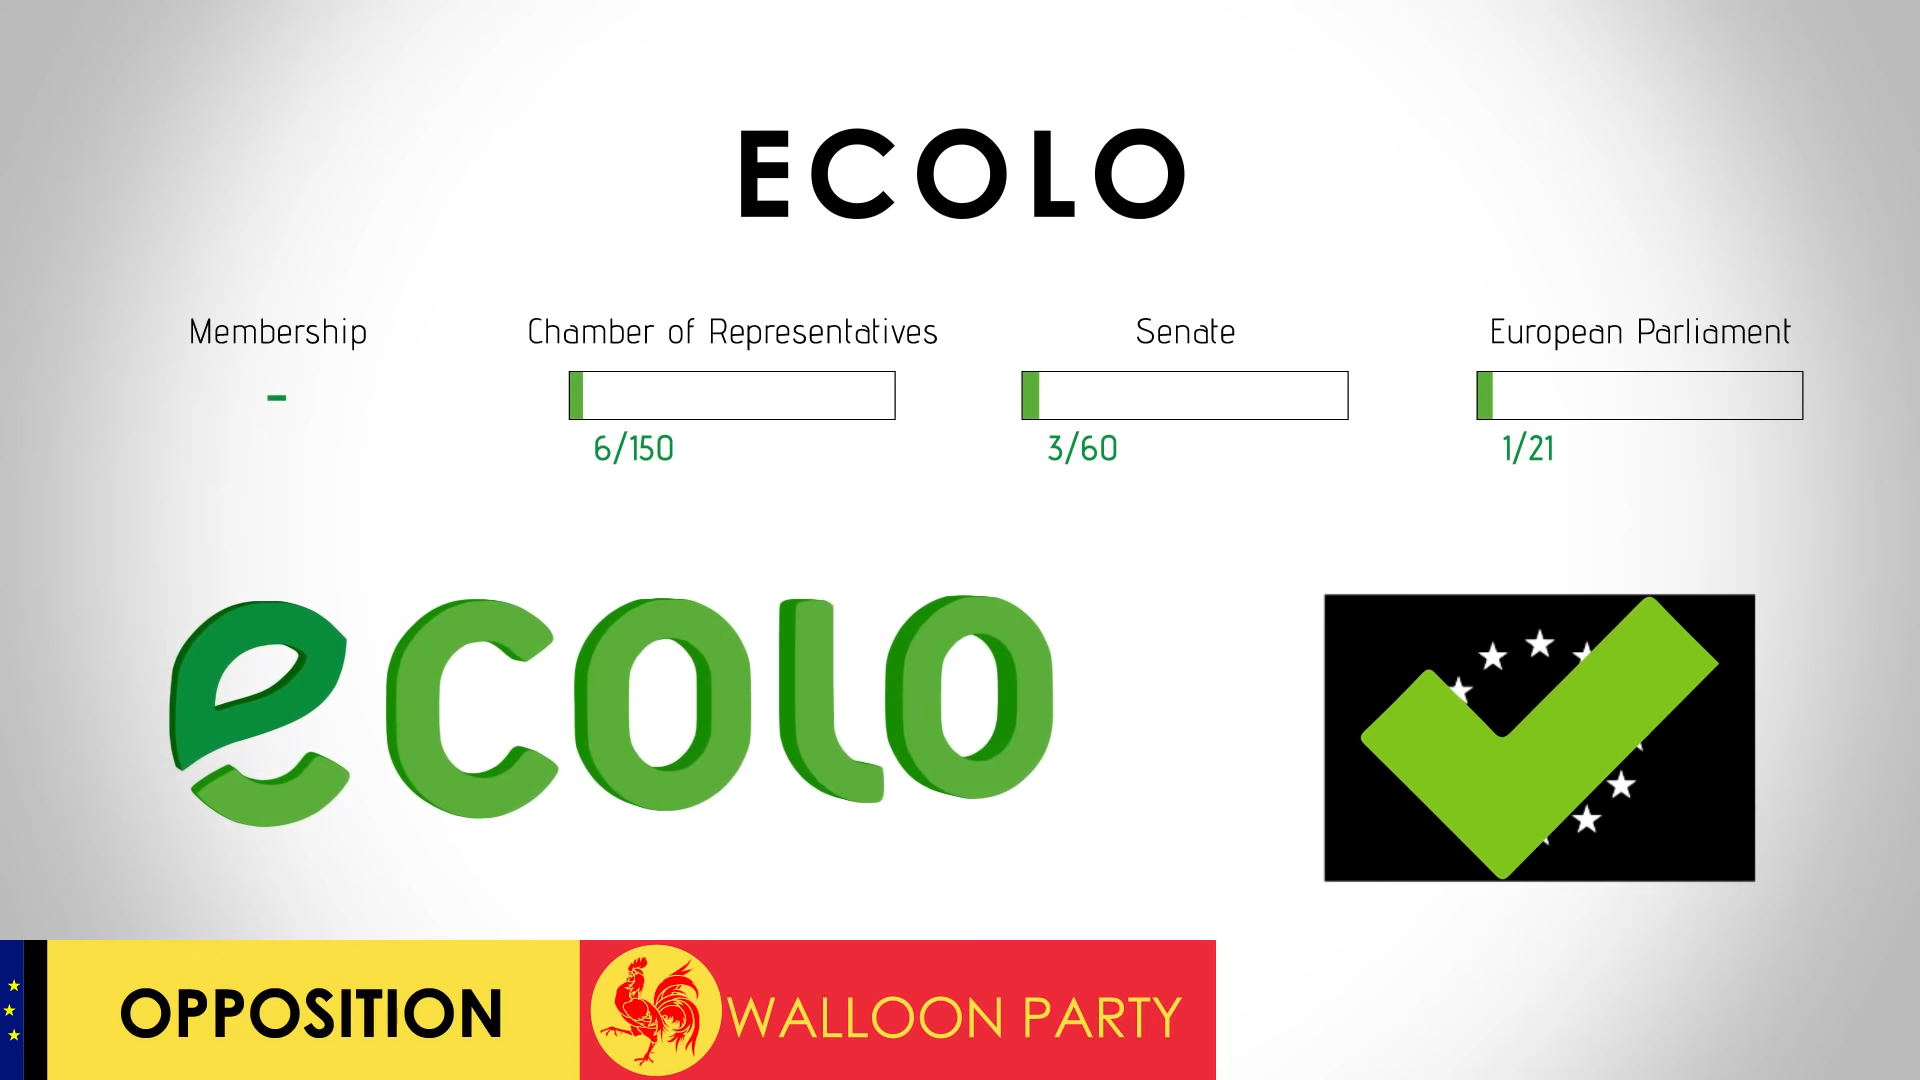 ECOLO
Membership
Chamber of Representatives
Senate
European Parliament
-
6/150
3/60
1/21
ecolo
OPPOSITION
WALLOON PARTY